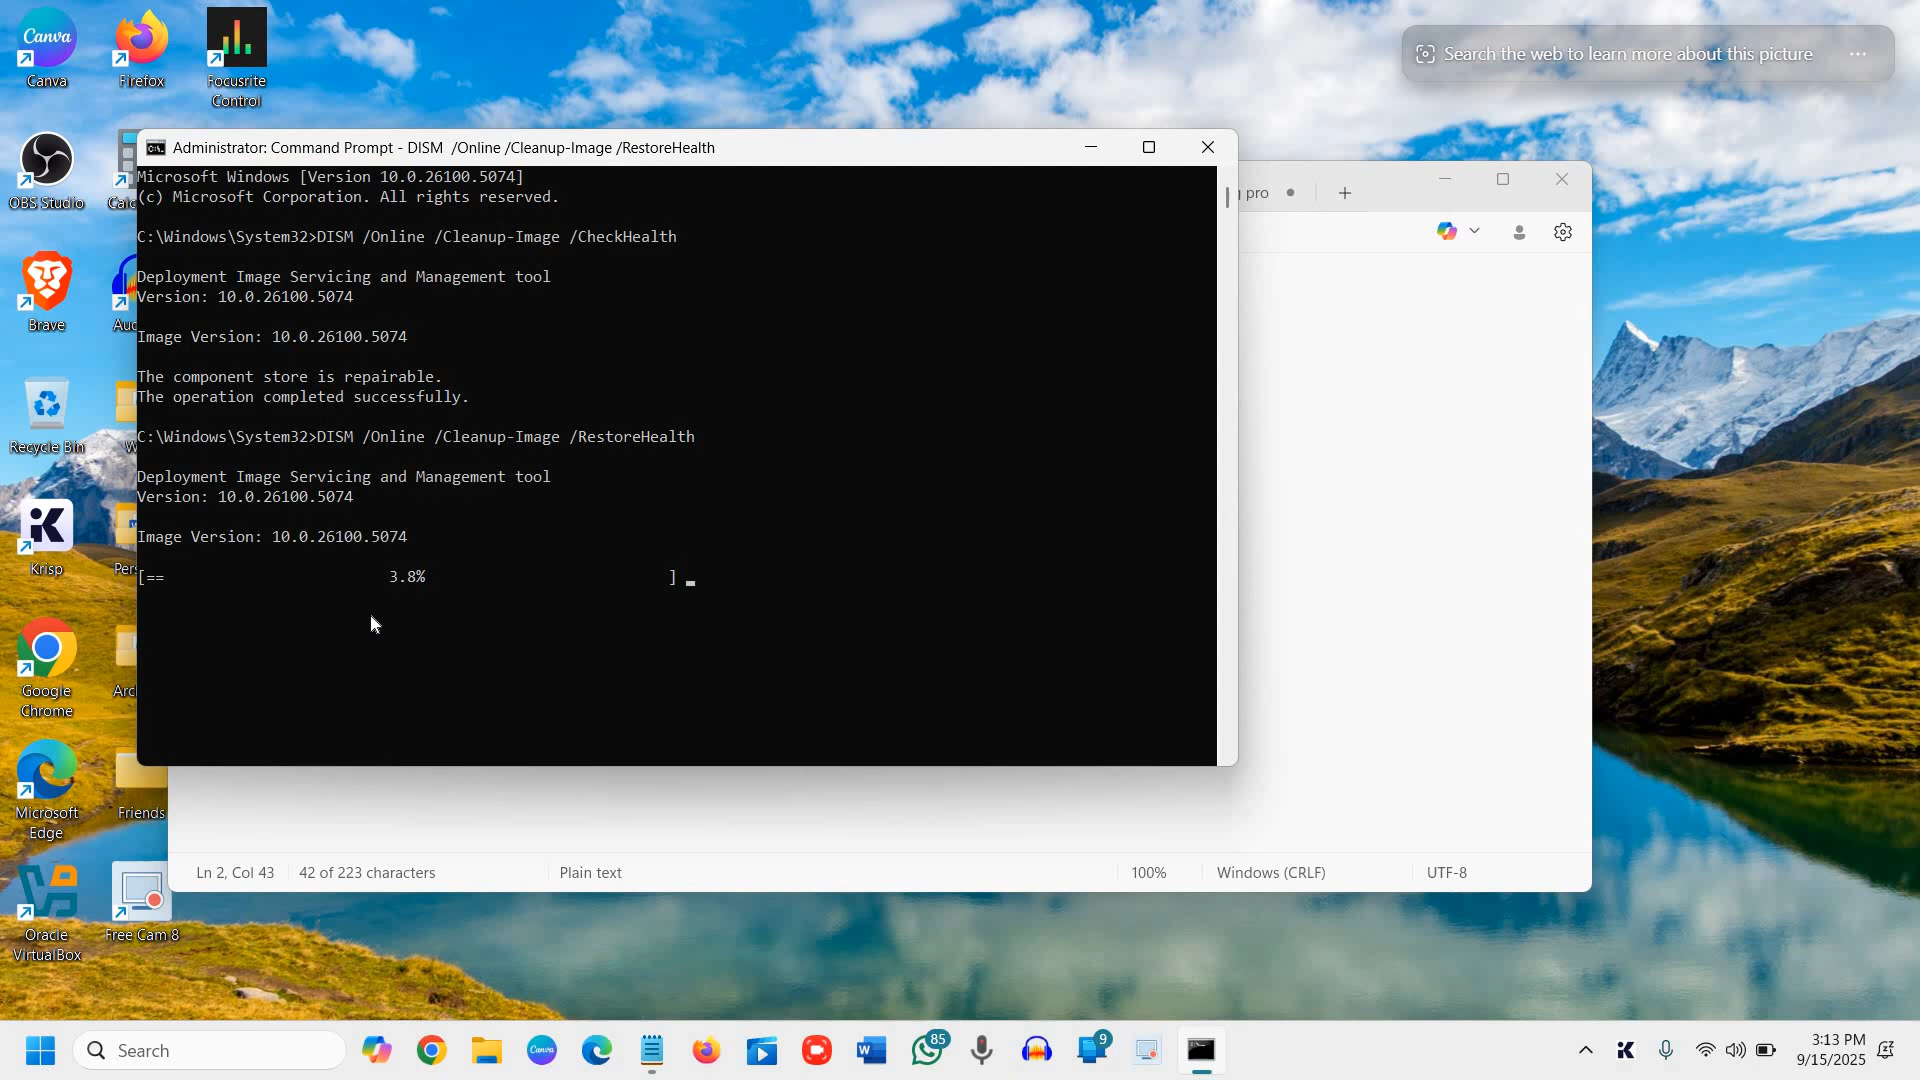 Canva
Firefox
Focusrite
Control
Search the web to learn more about this picture
OBS Studio
Brave
Recycle Bin
Krisp
Google
Chrome
Microsoft
Edge
Friends
Oracle
VirtualBox
Free Cam 8
Administrator: Command Prompt - DISM /Online /Cleanup-Image /RestoreHealth
Microsoft Windows [Version 10.0.26100.5074]
(c) Microsoft Corporation. All rights reserved.
C:\Windows\System32>DISM /Online /Cleanup-Image /CheckHealth
Deployment Image Servicing and Management tool
Version: 10.0.26100.5074
Image Version: 10.0.26100.5074
The component store is repairable.
The operation completed successfully.
C:\Windows\System32>DISM /Online /Cleanup-Image /RestoreHealth
Deployment Image Servicing and Management tool
Version: 10.0.26100.5074
Image Version: 10.0.26100.5074
[== 3.8% ]
pro
Ln 2, Col 43 42 of 223 characters Plain text 100% Windows (CRLF) UTF-8
Search
85
9
3:13 PM
9/15/2025